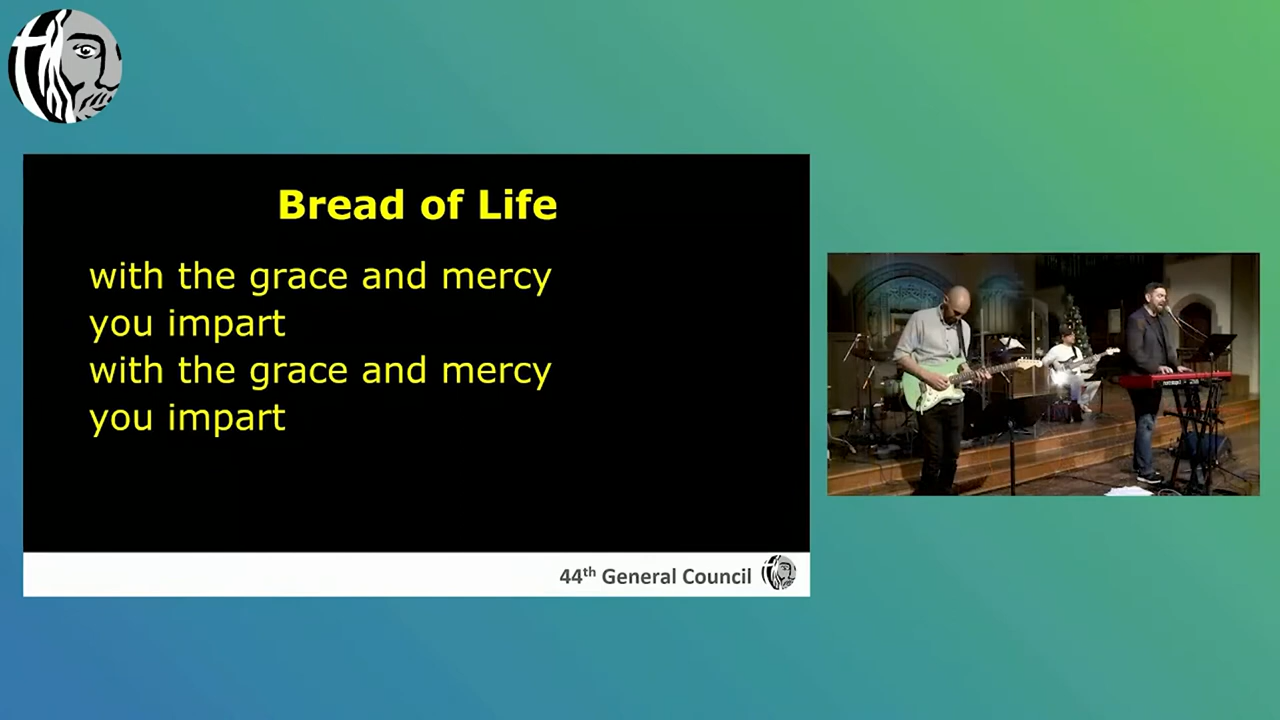 Bread of Life
with the grace and mercy
you impart
with the grace and mercy
you impart
44th General Council